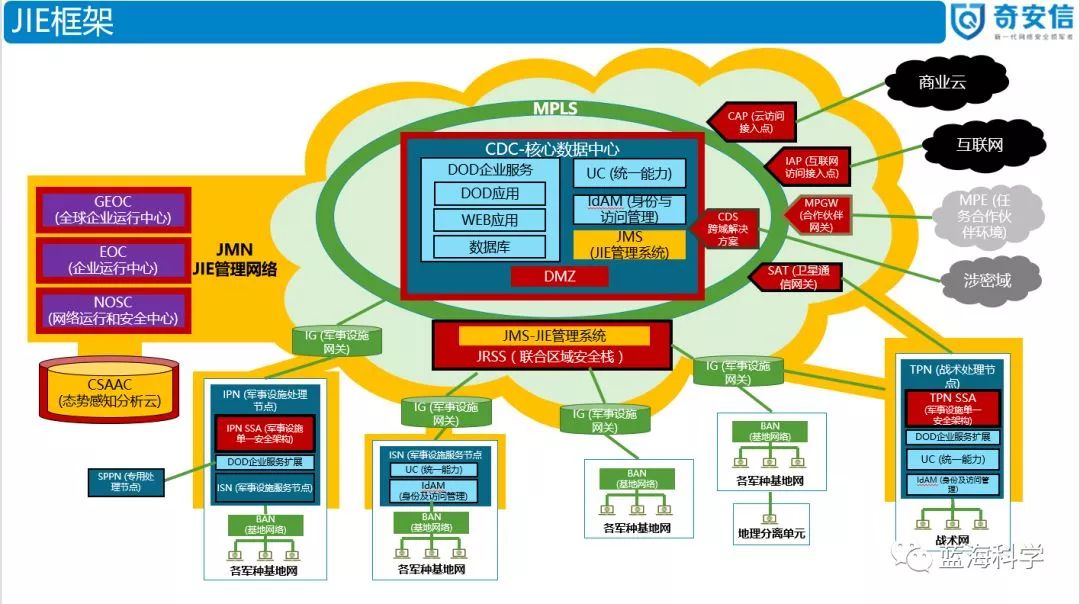 JIE框架
奇安信
新一代网络安全领军者
MPLS
商业云
CAP (云访问
接入点)
互联网
IAP (互联网
访问接入点)
MPE (任
务合作伙
伴环境)
MPGW
(合作伙伴
网关)
涉密域
SAT (卫星通
信网关)
CDC-核心数据中心
DOD企业服务
DOD应用
WEB应用
数据库
UC (统一能力)
IdAM (身份与
访问管理)
JMS
(JIE管理系统)
CDS
跨域解决
方案
DMZ
GEOC
(全球企业运行中心)
EOC
(企业运行中心)
NOSC
(网络运行和安全中心)
JMN
JIE管理网络
CSAAC
(态势感知分析云)
JMS-JIE管理系统
JRSS（联合区域安全栈）
IG (军事设施
网关)
IG (军事设施
网关)
IG (军事设施
网关)
IG (军事设施
网关)
IPN (军事设施处理
节点)
IPN SSA (军事设施
单一安全架构)
DOD企业服务扩展
ISN (军事设施服务节点)
SPPN (专用处
理节点)
BAN
(基地网络)
各军种基地网
ISN (军事设施服务节点
UC (统一能力)
IdAM
(身份及访问管理)
BAN
(基地网络)
各军种基地网
BAN
(基地网络)
各军种基地网
BAN
(基地网络)
各军种基地网
地理分离单元
TPN (战术处理节
点)
TPN SSA
(军事设施单一
安全架构)
DOD企业服务扩展
UC (统一能力)
IdAM (身份及访问管
理)
战术网
蓝海科学